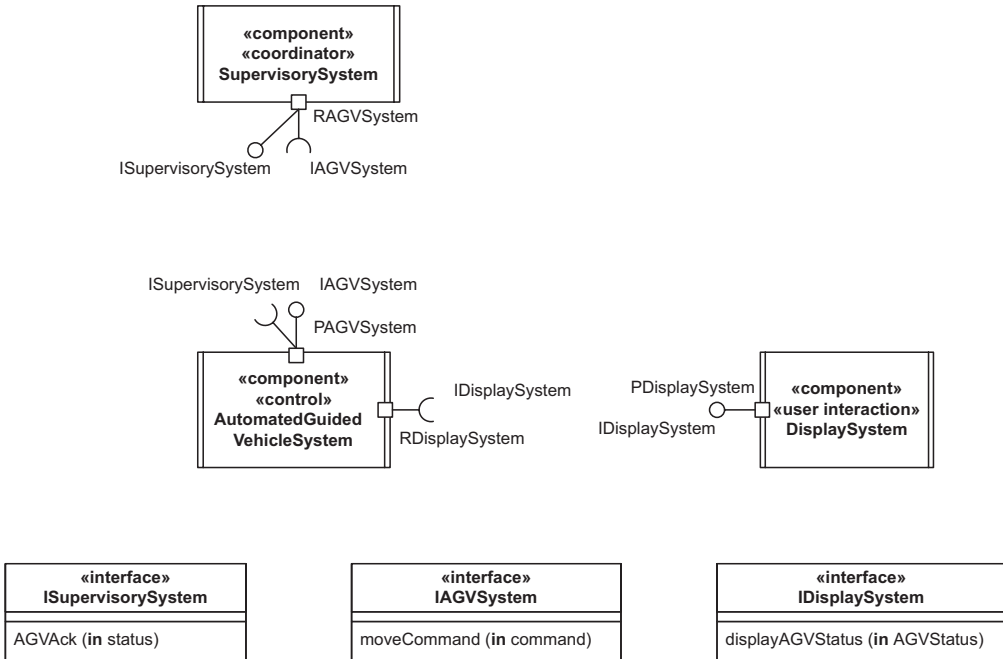 «component»
«coordinator»
SupervisorySystem
RAGVSystem
ISupervisorySystem
IAGVSystem
ISupervisorySystem
IAGVSystem
PAGVSystem
«component»
«control»
AutomatedGuided
VehicleSystem
IDisplaySystem
RDisplaySystem
PDisplaySystem
IDisplaySystem
«component»
«user interaction»
DisplaySystem
«interface»
ISupervisorySystem
AGVAck (in status)
«interface»
IAGVSystem
moveCommand (in command)
«interface»
IDisplaySystem
displayAGVStatus (in AGVStatus)